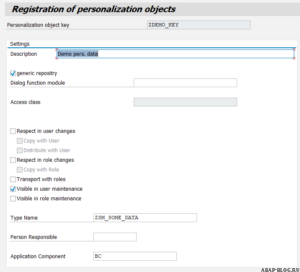 Registration of personalization objects
Personalization object key ZDEMO_KEY
Settings
Description Demo pers. data
generic repositry
Dialog function module
Access class
Respect in user changes
Copy with User
Distribute with User
Respect in role changes
Copy with Role
Transport with roles
Visible in user maintenance
Visible in role maintenance
Type Name ZSM_SOME_DATA
Person Responsible
Application Component BC
ABAP-BLOG.RU